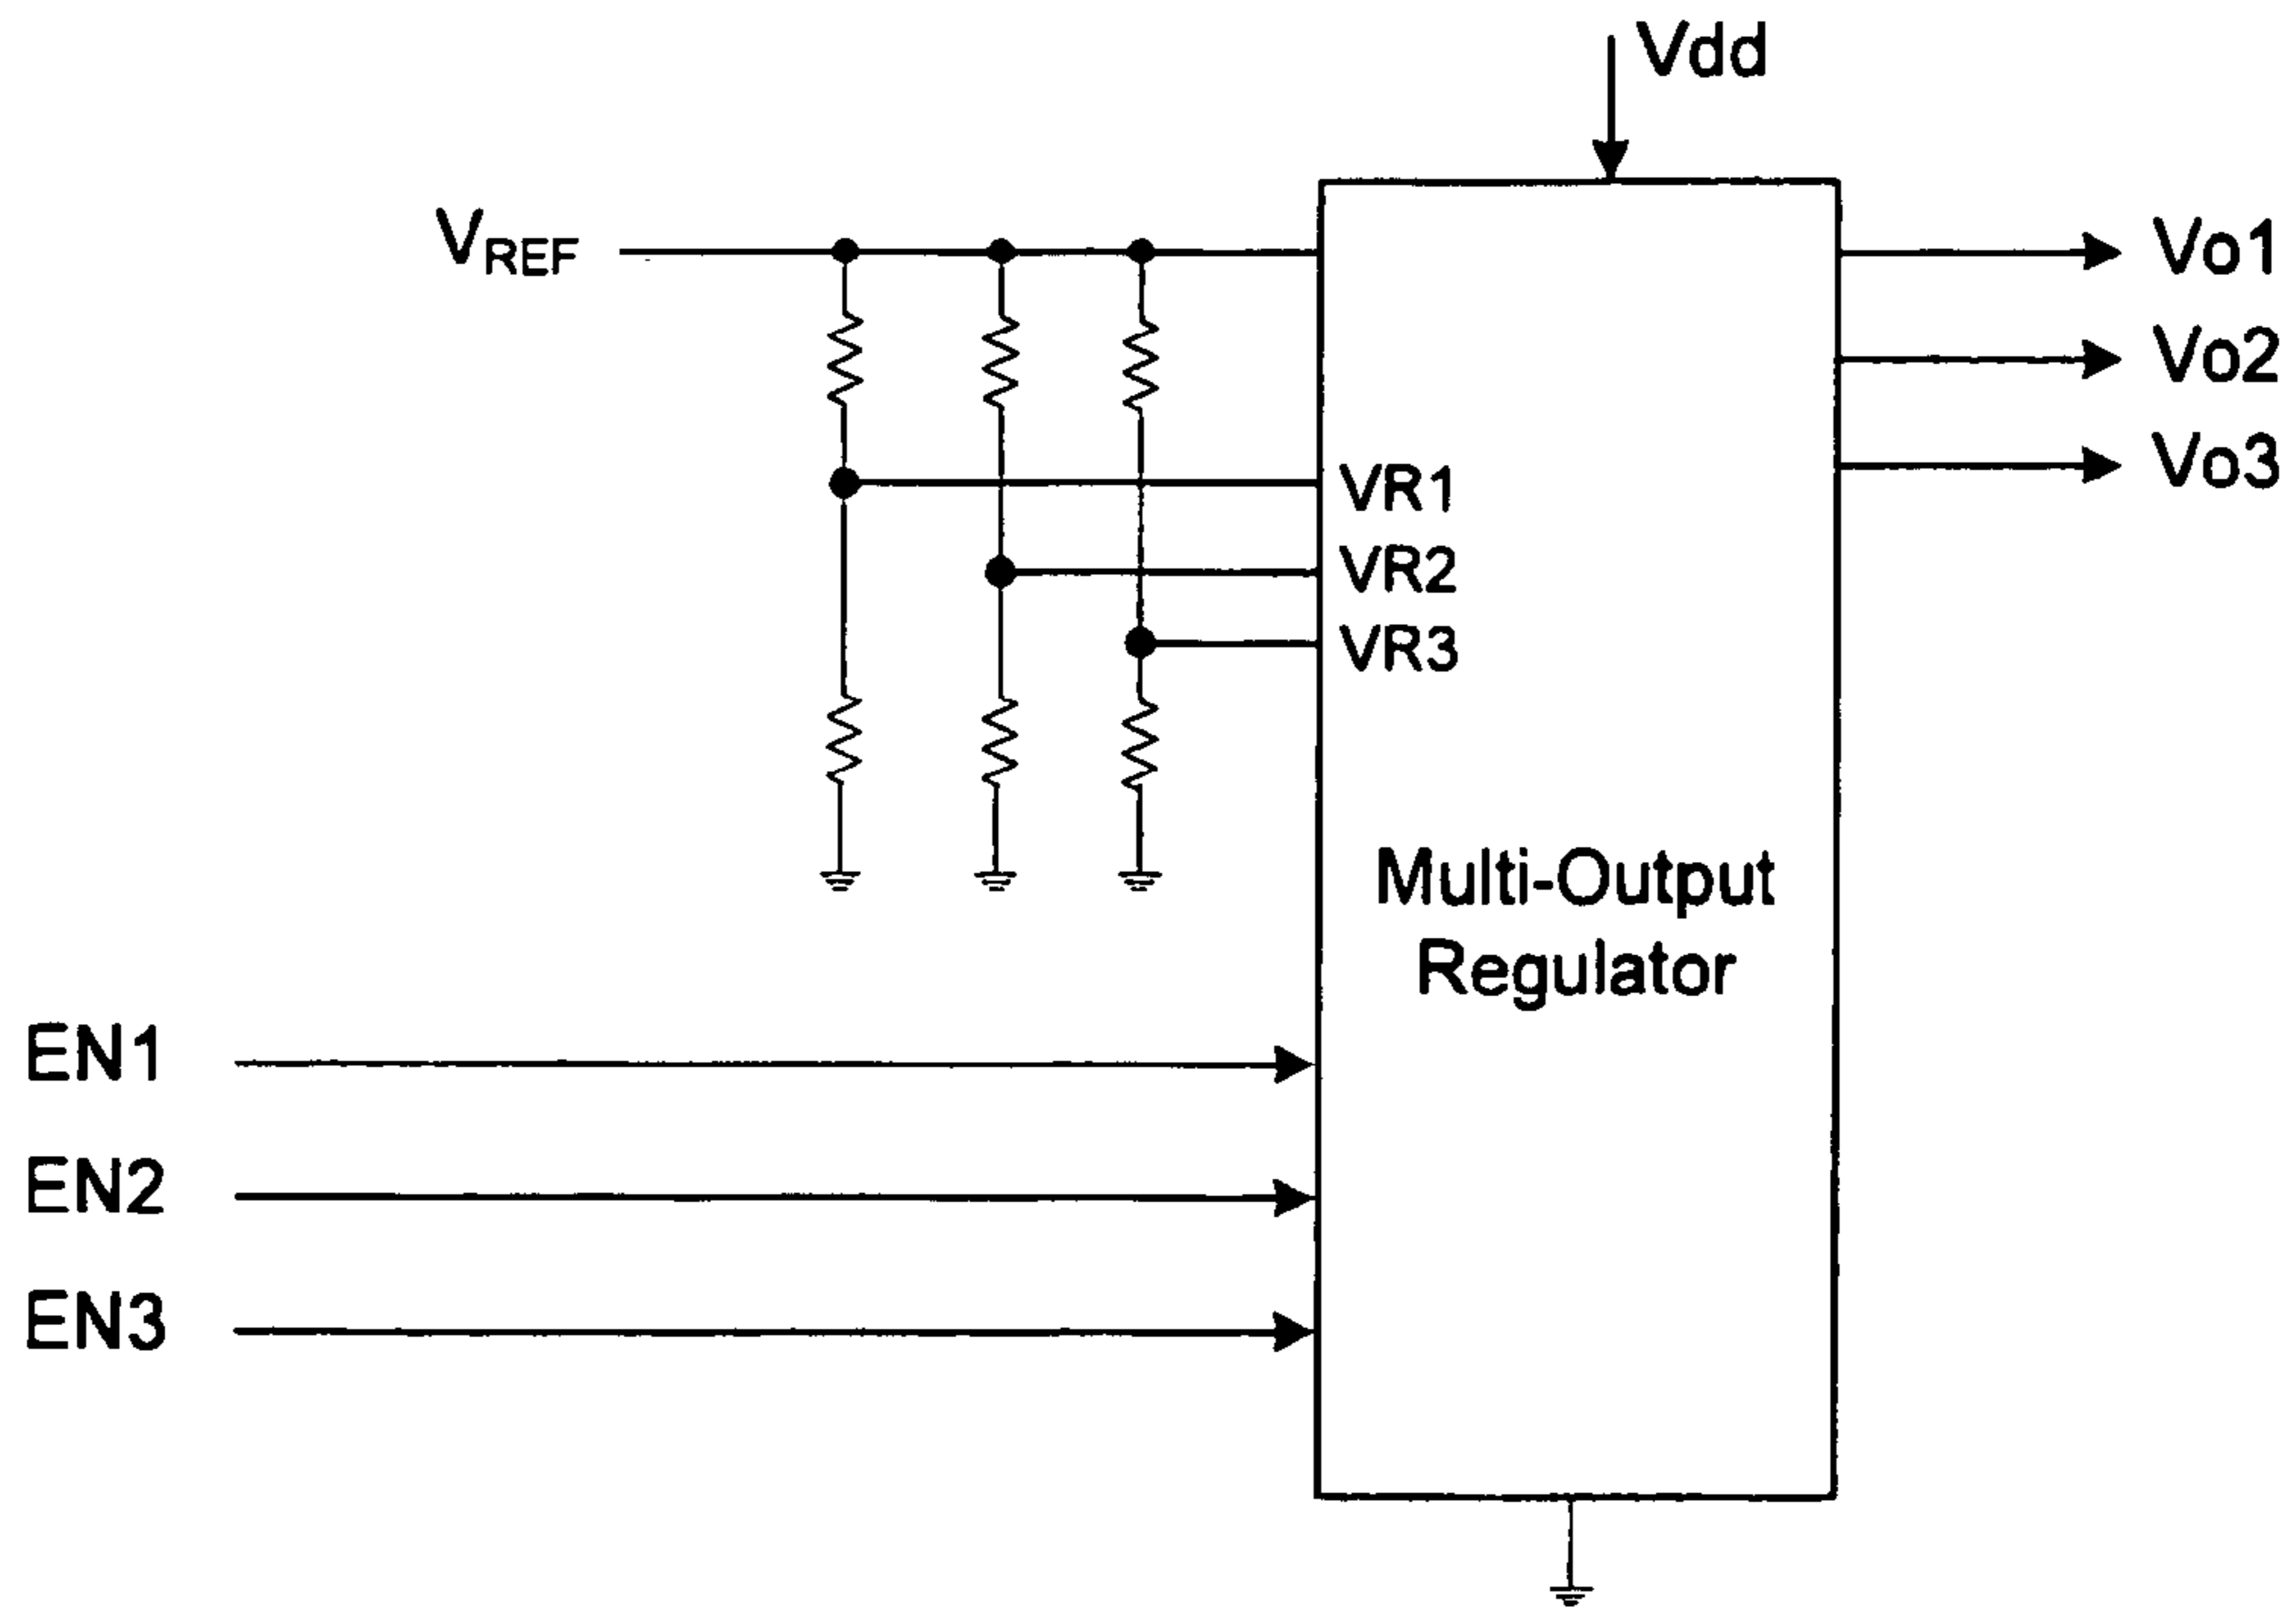 Vdd
VREF
Vo1
Vo2
Vo3
VR1
VR2
VR3
Multi-Output
Regulator
EN1
EN2
EN3